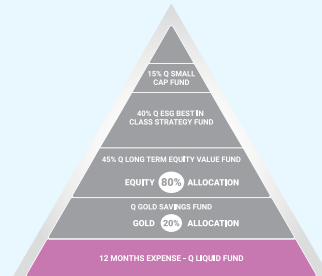 15% Q SMALL
CAP FUND
40% Q ESG BEST IN
CLASS STRATEGY FUND
45% Q LONG TERM EQUITY VALUE FUND
EQUITY 80% ALLOCATION
Q GOLD SAVINGS FUND
GOLD 20% ALLOCATION
12 MONTHS EXPENSE - Q LIQUID FUND